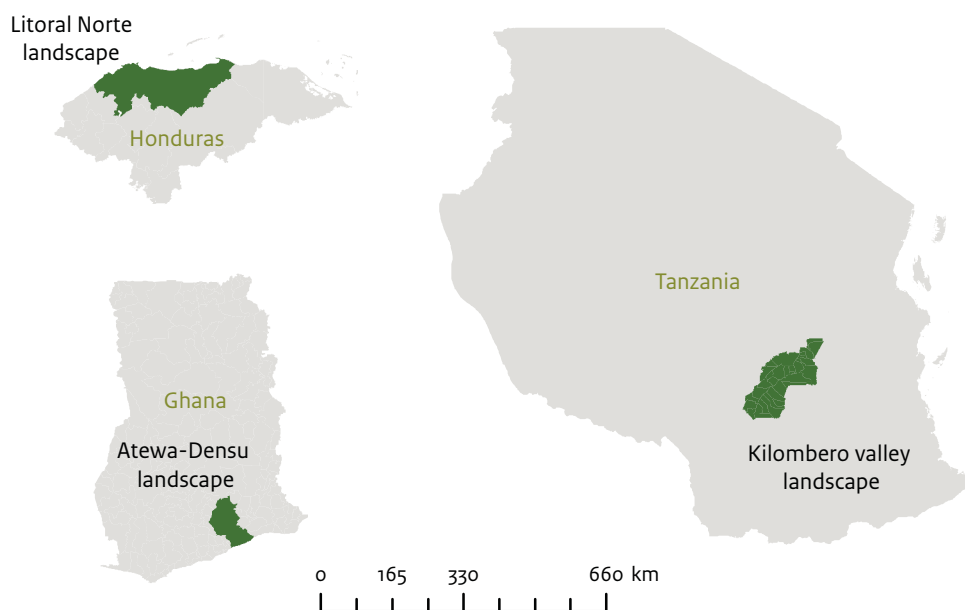 Litoral Norte
landscape
Honduras
Tanzania
Ghana
Atewa-Densu
landscape
Kilombero valley
landscape
0 165 330 660 km